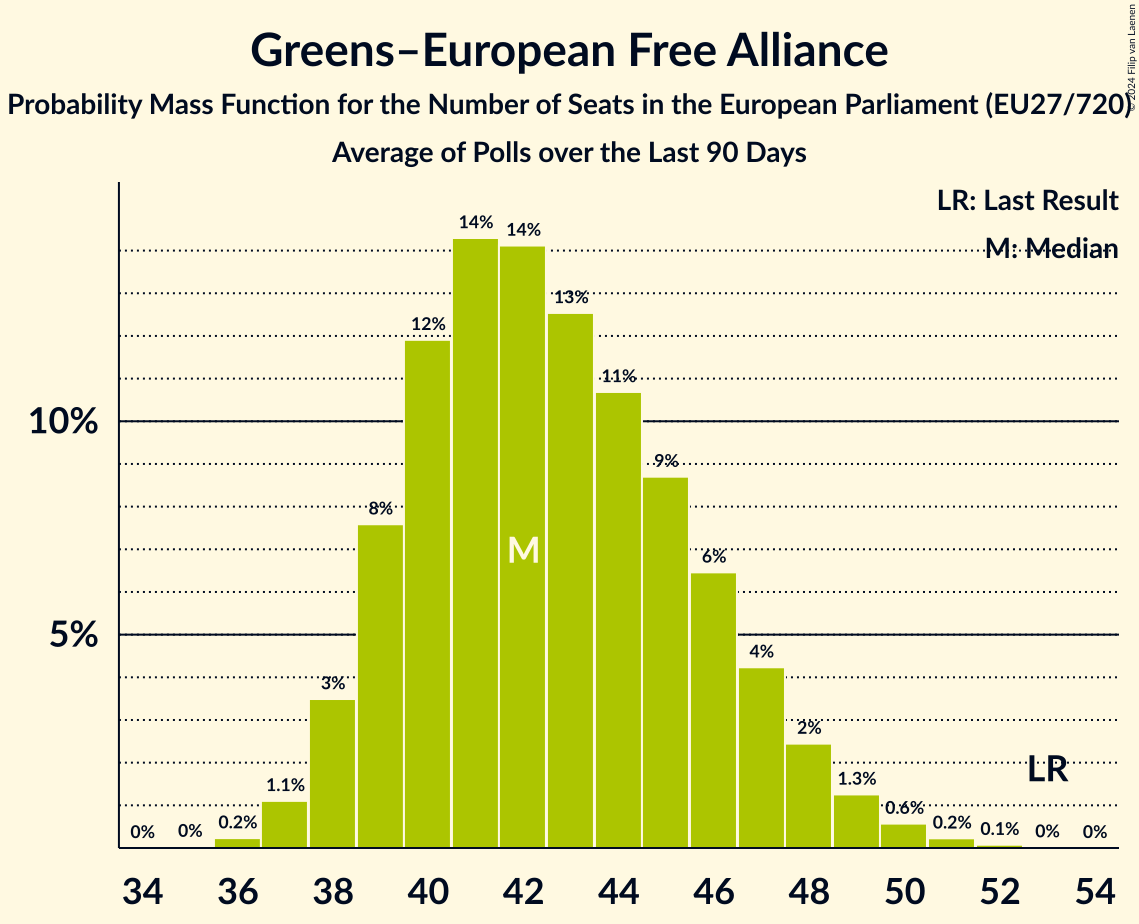 © 2024 Filip van Laenen
Greens–European Free Alliance
Probability Mass Function for the Number of Seats in the European Parliament (EU27/720)
Average of Polls over the Last 90 Days
LR: Last Result
M: Median
14%
14%
13%
12%
11%
10%
9%
8%
M
6%
5%
4%
3%
2%
LR
1.3%
1.1%
0.6%
0%
0%
0.2%
0.2%
0.1%
0%
0%
34 36 38 40 42 44 46 48 50 52 54